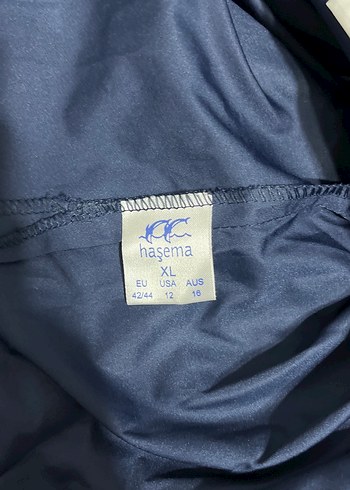 haşema
XL
EU USA AUS
42/44 12 16